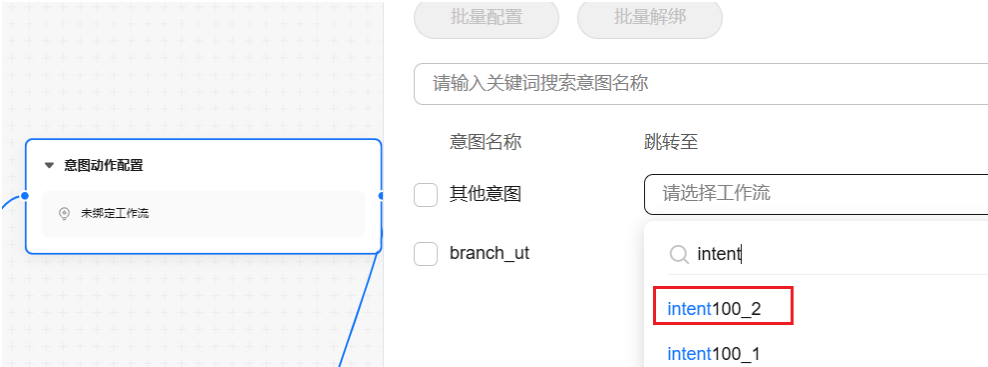 批量配置 批量解绑
请输入关键词搜索意图名称
意图名称 跳转至
意图动作配置
未绑定工作流
其他意图 请选择工作流
branch_ut
intent
intent100_2
intent100_1